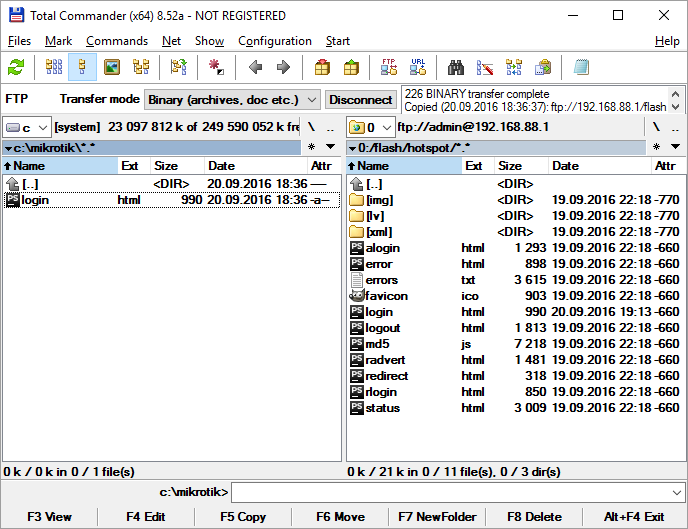 Total Commander (x64) 8.52a - NOT REGISTERED
Files Mark Commands Net Show Configuration Start Help
FTP URL
FTP Transfer mode Binary (archives, doc etc.) Disconnect
226 BINARY transfer complete
Copied (20.09.2016 18:36:37): ftp://192.168.88.1/flash
c [system] 23 097 812 k of 249 590 052 k fre \ ..
0 ftp://admin@192.168.88.1 \ ..
c:\mikrotik\*.* * 
Name Ext Size Date Attr
[..] <DIR> 20.09.2016 18:36 ----
login html 990 20.09.2016 18:36 -a--
0 k / 0 k in 0 / 1 file(s)
0:/flash/hotspot/*.* *
Name Ext Size Date Attr
[..] <DIR>
[img] <DIR> 19.09.2016 22:18 -770
[lv] <DIR> 19.09.2016 22:18 -770
[xml] <DIR> 19.09.2016 22:18 -770
alogin html 1 293 19.09.2016 22:18 -660
error html 898 19.09.2016 22:18 -660
errors txt 3 615 19.09.2016 22:18 -660
favicon ico 903 19.09.2016 22:18 -660
login html 990 20.09.2016 19:13 -660
logout html 1 813 19.09.2016 22:18 -660
md5 js 7 218 19.09.2016 22:18 -660
radvert html 1 481 19.09.2016 22:18 -660
redirect html 318 19.09.2016 22:18 -660
rlogin html 850 19.09.2016 22:18 -660
status html 3 009 19.09.2016 22:18 -660
0 k / 21 k in 0 / 11 file(s), 0 / 3 dir(s)
c:\mikrotik>
F3 View F4 Edit F5 Copy F6 Move F7 NewFolder F8 Delete Alt+F4 Exit